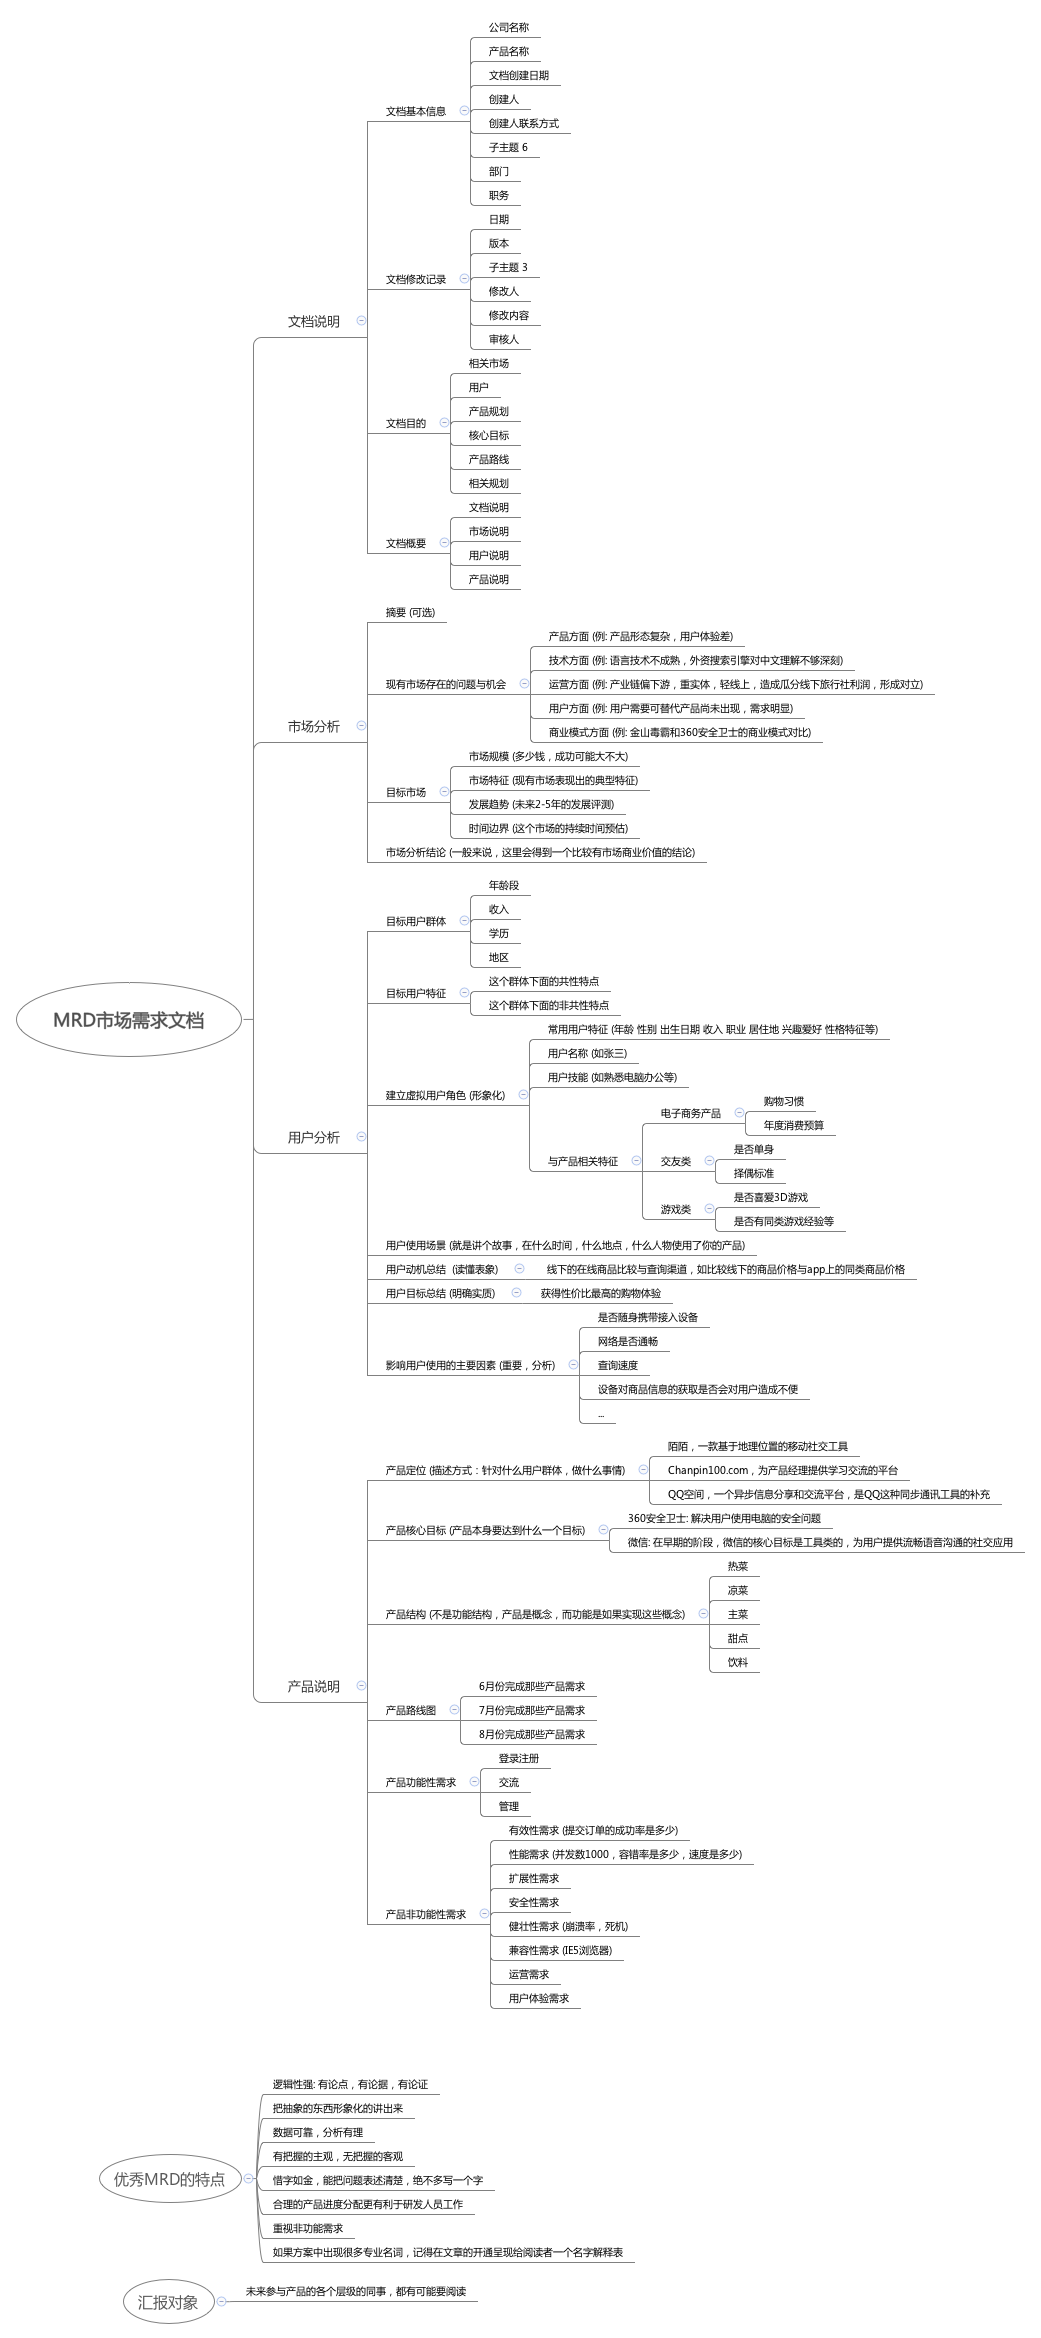 MRD市场需求文档
文档说明
文档基本信息
公司名称
产品名称
文档创建日期
创建人
创建人联系方式
子主题 6
部门
职务
文档修改记录
日期
版本
子主题 3
修改人
修改内容
审核人
文档目的
相关市场
用户
产品规划
核心目标
产品路线
相关规划
文档概要
文档说明
市场说明
用户说明
产品说明
市场分析
摘要 (可选)
现有市场存在的问题与机会
产品方面 (例: 产品形态复杂，用户体验差)
技术方面 (例: 语言技术不成熟，外资搜索引擎对中文理解不够深刻)
运营方面 (例: 产业链偏下游，重实体，轻线上，造成瓜分线下旅行社利润，形成对立)
用户方面 (例: 用户需要可替代产品尚未出现，需求明显)
商业模式方面 (例: 金山毒霸和360安全卫士的商业模式对比)
目标市场
市场规模 (多少钱，成功可能大不大)
市场特征 (现有市场表现出的典型特征)
发展趋势 (未来2-5年的发展评测)
时间边界 (这个市场的持续时间预估)
市场分析结论 (一般来说，这里会得到一个比较有市场商业价值的结论)
用户分析
目标用户群体
年龄段
收入
学历
地区
目标用户特征
这个群体下面的共性特点
这个群体下面的非共性特点
建立虚拟用户角色 (形象化)
常用用户特征 (年龄 性别 出生日期 收入 职业 居住地 兴趣爱好 性格特征等)
用户名称 (如张三)
用户技能 (如熟悉电脑办公等)
与产品相关特征
电子商务产品
购物习惯
年度消费预算
交友类
是否单身
择偶标准
游戏类
是否喜爱3D游戏
是否有同类游戏经验等
用户使用场景 (就是讲个故事，在什么时间，什么地点，什么人物使用了你的产品)
用户动机总结 (读懂表象)
线下的在线商品比较与查询渠道，如比较线下的商品价格与app上的同类商品价格
用户目标总结 (明确实质)
获得性价比最高的购物体验
影响用户使用的主要因素 (重要，分析)
是否随身携带接入设备
网络是否通畅
查询速度
设备对商品信息的获取是否会对用户造成不便
...
产品说明
产品定位 (描述方式：针对什么用户群体，做什么事情)
陌陌，一款基于地理位置的移动社交工具
Chanpin100.com，为产品经理提供学习交流的平台
QQ空间，一个异步信息分享和交流平台，是QQ这种同步通讯工具的补充
产品核心目标 (产品本身要达到什么一个目标)
360安全卫士: 解决用户使用电脑的安全问题
微信: 在早期的阶段，微信的核心目标是工具类的，为用户提供流畅语音沟通的社交应用
产品结构 (不是功能结构，产品是概念，而功能是如果实现这些概念)
热菜
凉菜
主菜
甜点
饮料
产品路线图
6月份完成那些产品需求
7月份完成那些产品需求
8月份完成那些产品需求
产品功能性需求
登录注册
交流
管理
产品非功能性需求
有效性需求 (提交订单的成功率是多少)
性能需求 (并发数1000，容错率是多少，速度是多少)
扩展性需求
安全性需求
健壮性需求 (崩溃率，死机)
兼容性需求 (IE5浏览器)
运营需求
用户体验需求
优秀MRD的特点
逻辑性强: 有论点，有论据，有论证
把抽象的东西形象化的讲出来
数据可靠，分析有理
有把握的主观，无把握的客观
惜字如金，能把问题表述清楚，绝不多写一个字
合理的产品进度分配更有利于研发人员工作
重视非功能需求
如果方案中出现很多专业名词，记得在文章的开通呈现给阅读者一个名字解释表
汇报对象
未来参与产品的各个层级的同事，都有可能要阅读